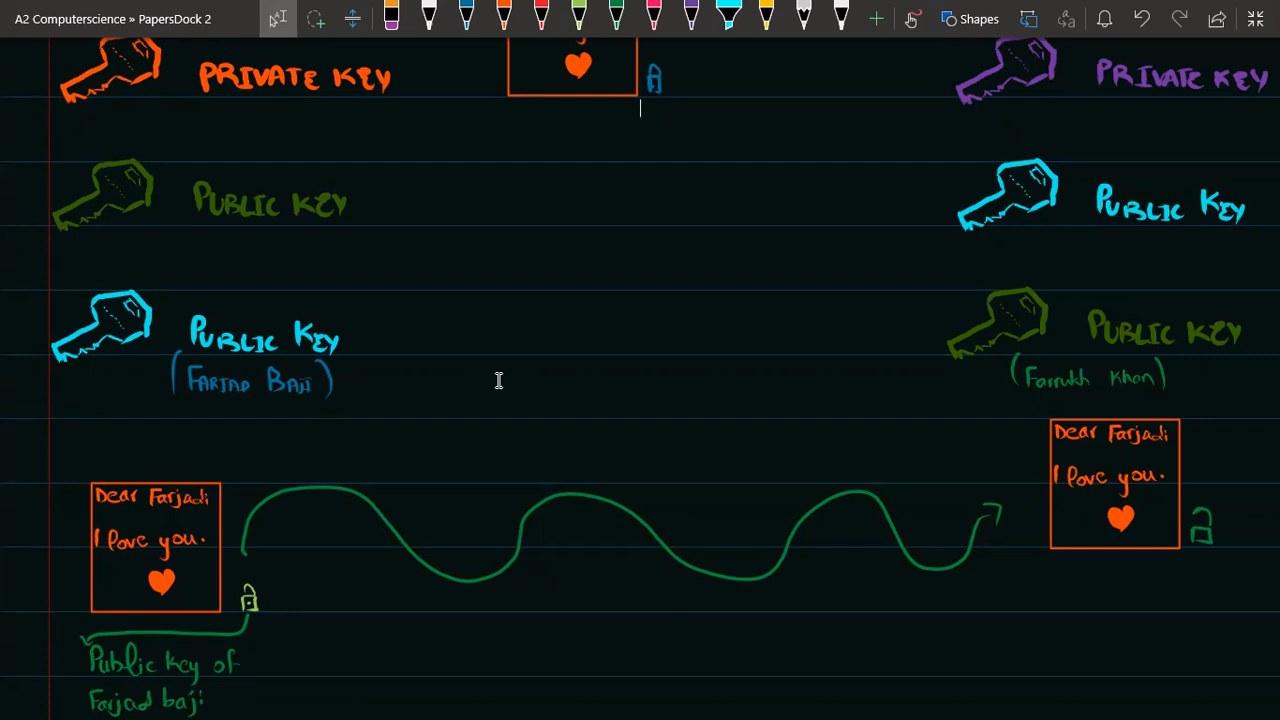 A2 Computerscience » PapersDock 2
Shapes
PRIVATE KEY
PRIVATE KEY
PUBLIC KEY
PUBLIC KEY
PUBLIC KEY
(FARJAD BAJI)
PUBLIC KEY
(Farrukh Khan)
Dear Farjadi
I love you.
Dear Farjadi
I love you.
Public key of
Farjad baji